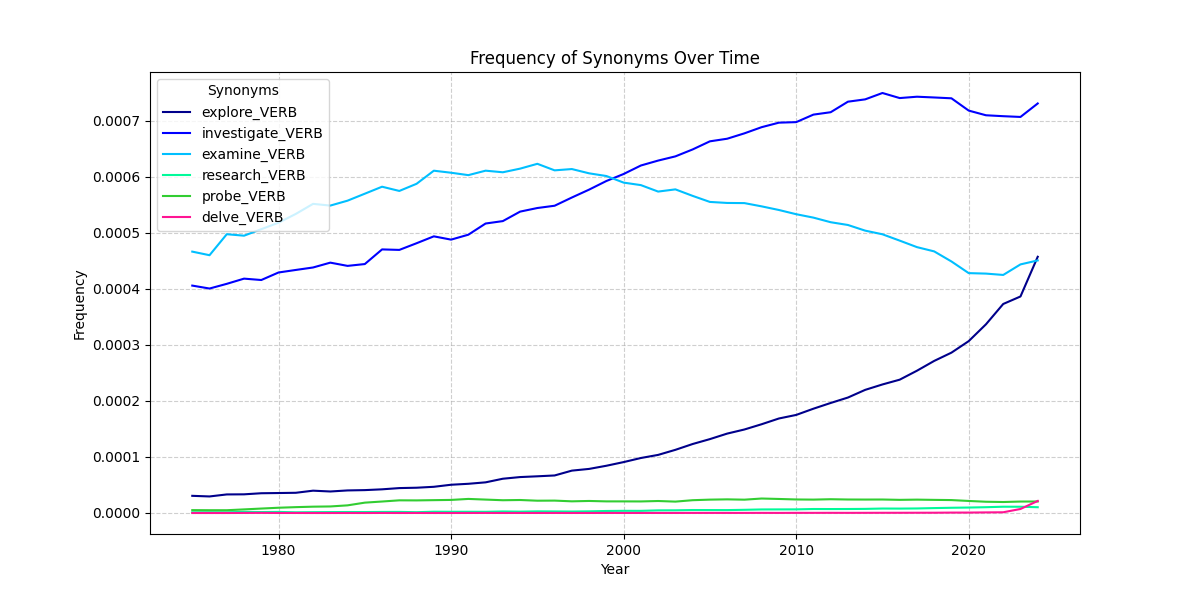 Frequency of Synonyms Over Time
Synonyms
explore_VERB
investigate_VERB
examine_VERB
research_VERB
probe_VERB
delve_VERB
Frequency
0.0007
0.0006
0.0005
0.0004
0.0003
0.0002
0.0001
0.0000
1980
1990
2000
2010
2020
Year